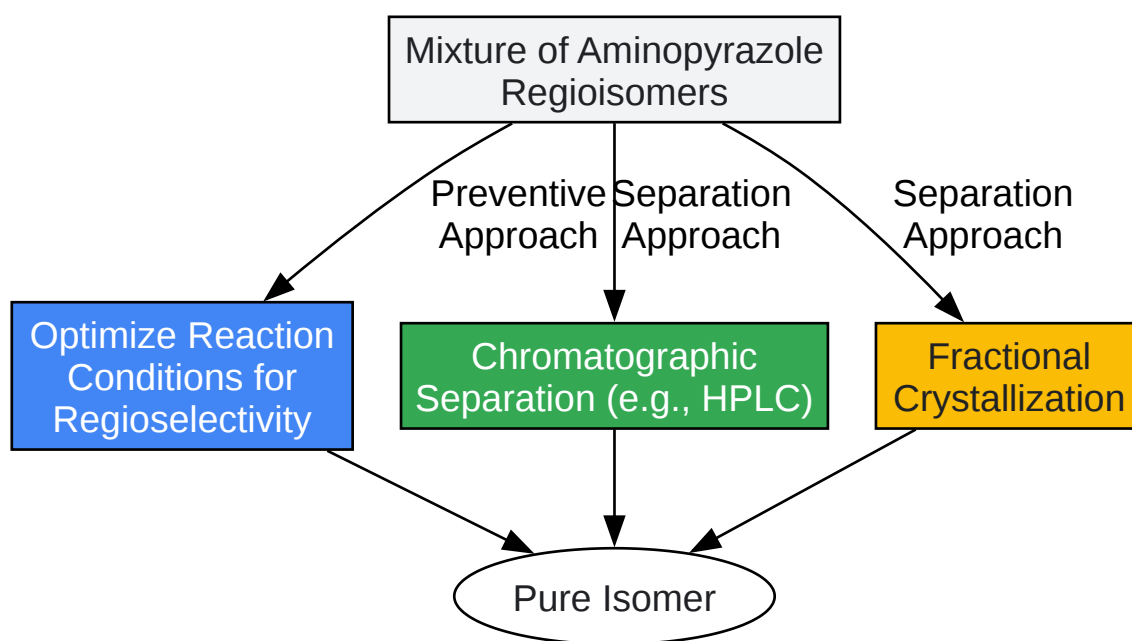 Mixture of Aminopyrazole
Regioisomers
Preventive
Approach
Separation
Approach
Separation
Approach
Optimize Reaction
Conditions for
Regioselectivity
Chromatographic
Separation (e.g., HPLC)
Fractional
Crystallization
Pure Isomer